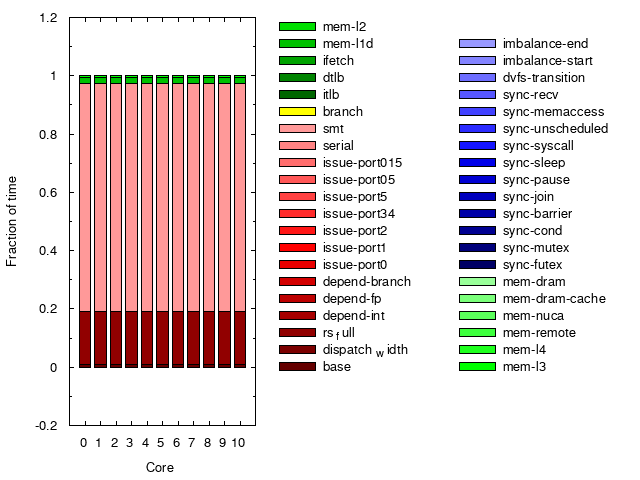 1.2
1
0.8
0.6
0.4
0.2
0
-0.2
Fraction of time
0 1 2 3 4 5 6 7 8 9 10
Core
mem-l2
mem-l1d
ifetch
dtlb
itlb
branch
smt
serial
issue-port015
issue-port05
issue-port5
issue-port34
issue-port2
issue-port1
issue-port0
depend-branch
depend-fp
depend-int
rsfull
dispatchwidth
base
imbalance-end
imbalance-start
dvfs-transition
sync-recv
sync-memaccess
sync-unscheduled
sync-syscall
sync-sleep
sync-pause
sync-join
sync-barrier
sync-cond
sync-mutex
sync-futex
mem-dram
mem-dram-cache
mem-nuca
mem-remote
mem-l4
mem-l3